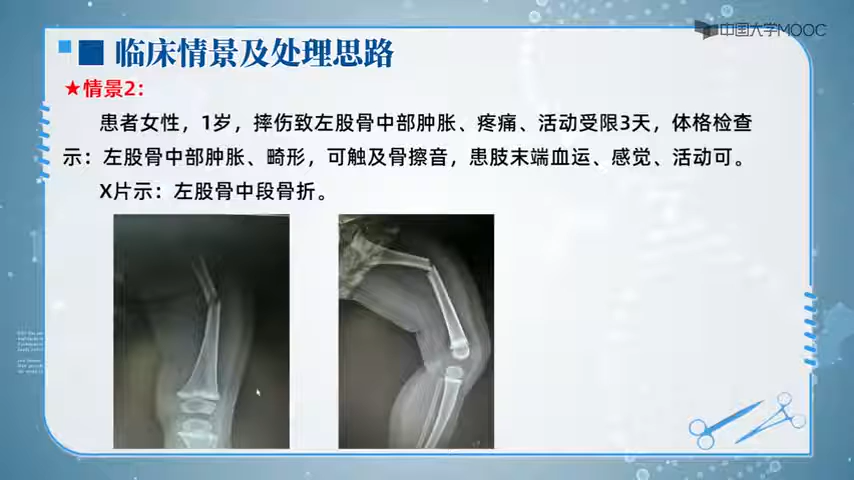 中国大学MOOC
临床情景及处理思路
★情景2：
患者女性，1岁，摔伤致左股骨中部肿胀、疼痛、活动受限3天，体格检查
示：左股骨中部肿胀、畸形，可触及骨擦音，患肢末端血运、感觉、活动可。
X片示：左股骨中段骨折。